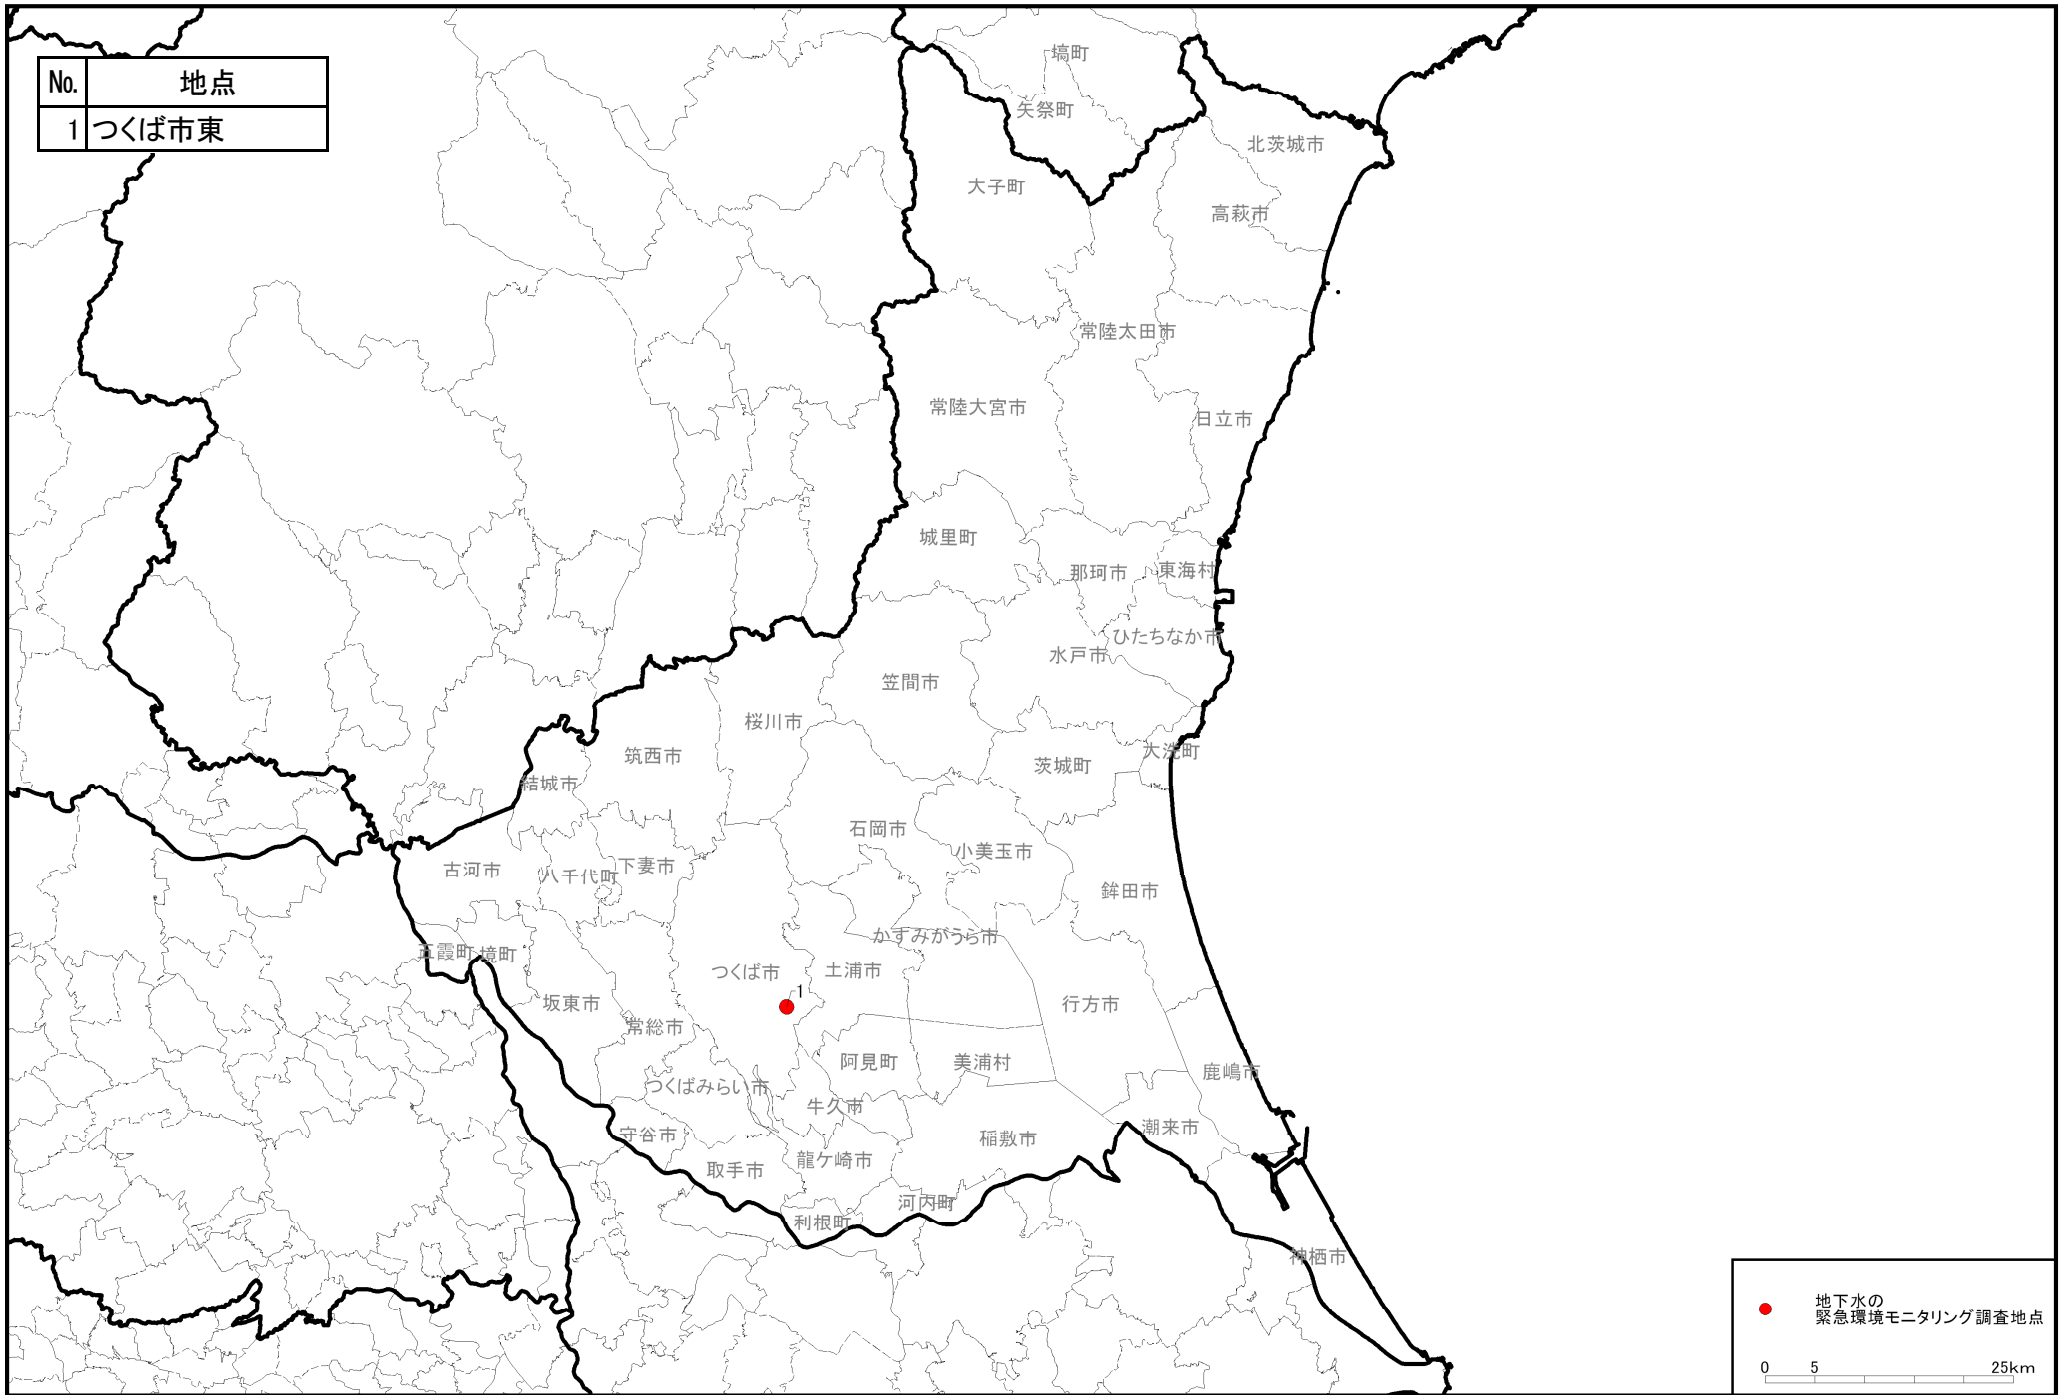 No. 地点
1 つくば市東
塙町
矢祭町
北茨城市
大子町
高萩市
常陸太田市
常陸大宮市
日立市
城里町
那珂市
東海村
ひたちなか市
水戸市
笠間市
桜川市
筑西市
大洗町
茨城町
結城市
石岡市
小美玉市
古河市
八千代町
下妻市
鉾田市
かすみがうら市
五霞町
境町
つくば市
土浦市
1
坂東市
行方市
常総市
阿見町
美浦村
鹿嶋市
つくばみらい市
牛久市
守谷市
稲敷市
潮来市
取手市
龍ケ崎市
河内町
利根町
神栖市
地下水の
緊急環境モニタリング調査地点
0 5 25km